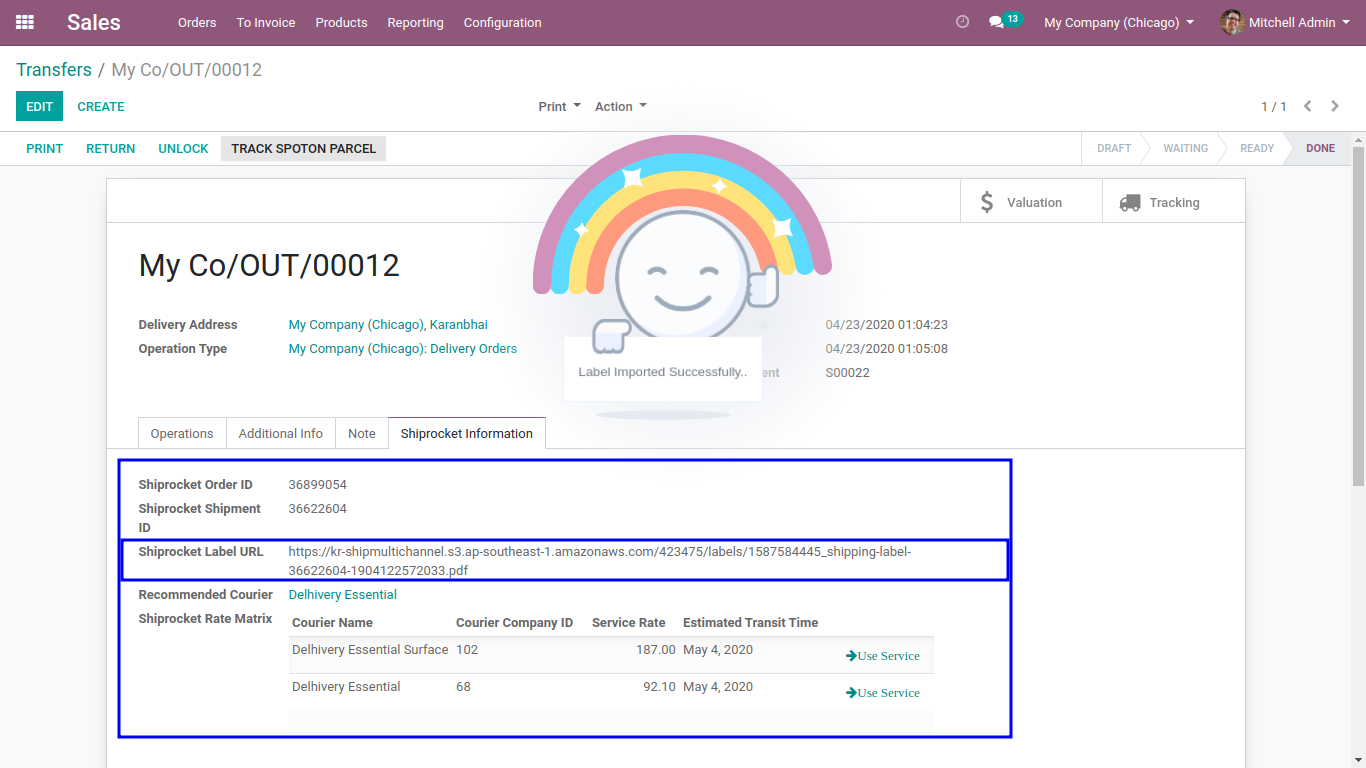 Sales Orders To Invoice Products Reporting Configuration 13 My Company (Chicago) Mitchell Admin
Transfers / My Co/OUT/00012
EDIT CREATE Print Action 1 / 1
PRINT RETURN UNLOCK TRACK SPOTON PARCEL DRAFT WAITING READY DONE
Valuation Tracking
My Co/OUT/00012
Delivery Address My Company (Chicago), Karanbhai 04/23/2020 01:04:23
Operation Type My Company (Chicago): Delivery Orders 04/23/2020 01:05:08
Label Imported Successfully.. S00022
Operations Additional Info Note Shiprocket Information
Shiprocket Order ID 36899054
Shiprocket Shipment 36622604
ID
Shiprocket Label URL https://kr-shipmultichannel.s3.ap-southeast-1.amazonaws.com/423475/labels/1587584445_shipping-label-
36622604-1904122572033.pdf
Recommended Courier Delhivery Essential
Shiprocket Rate Matrix Courier Name Courier Company ID Service Rate Estimated Transit Time
Delhivery Essential Surface 102 187.00 May 4, 2020 Use Service
Delhivery Essential 68 92.10 May 4, 2020 Use Service